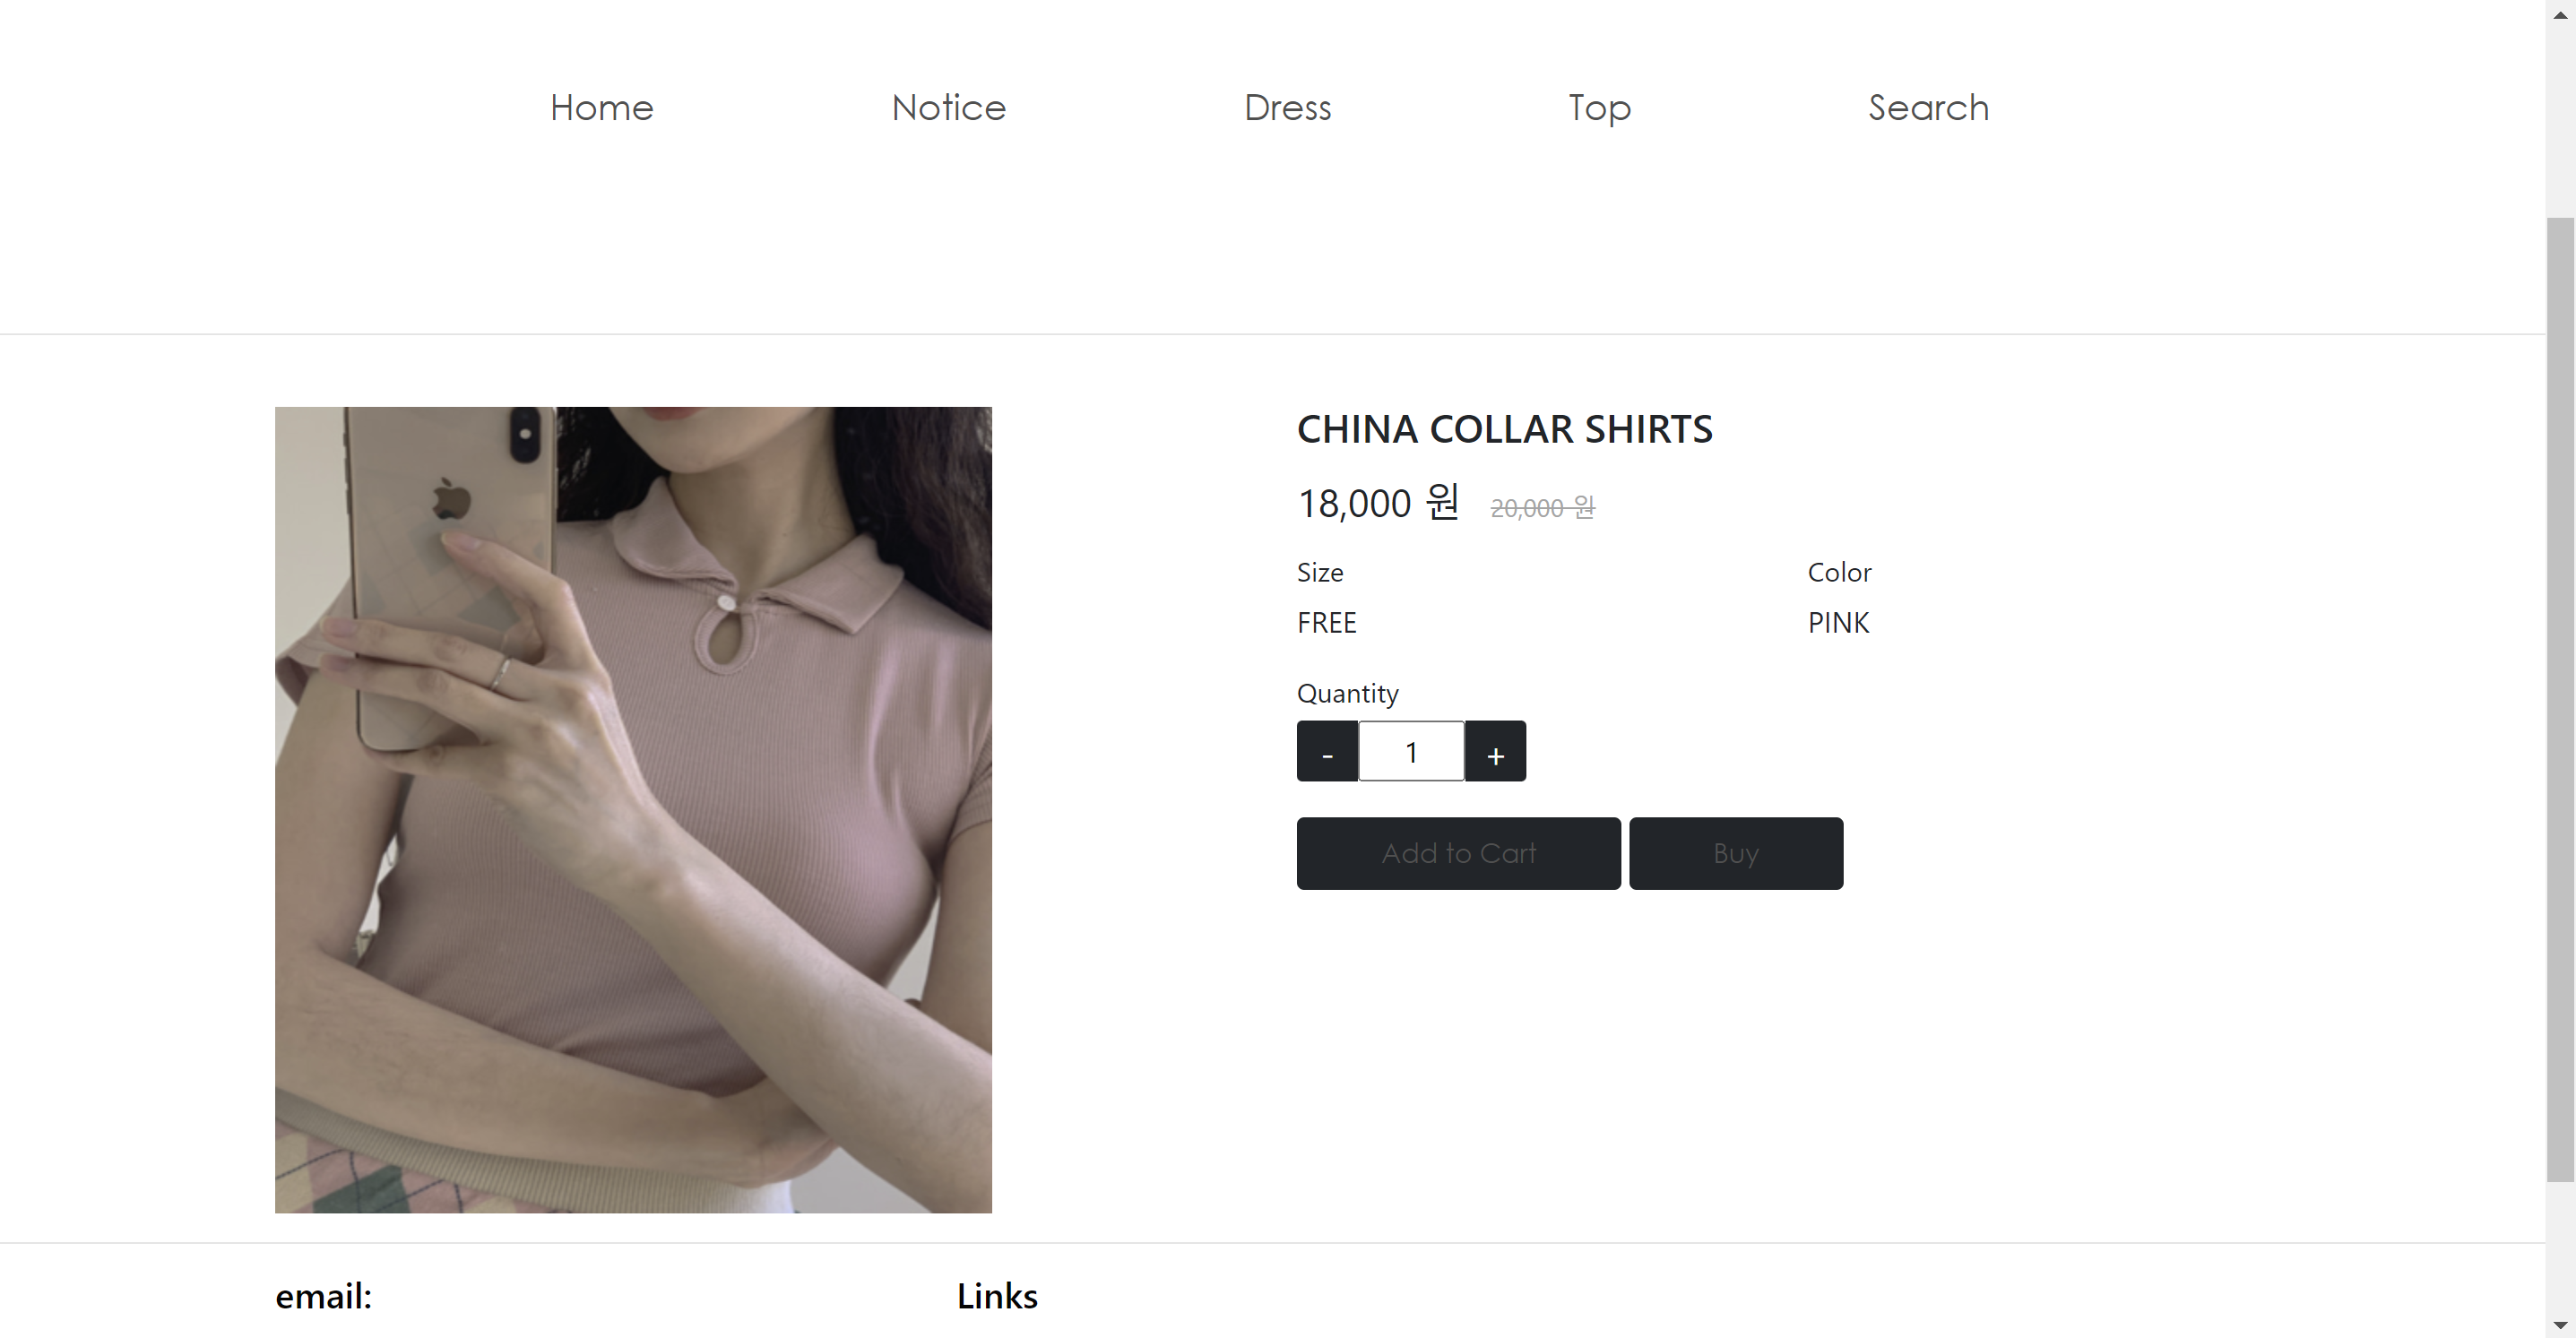 Home Notice Dress Top Search
CHINA COLLAR SHIRTS
18,000 원 20,000 원
Size Color
FREE PINK
Quantity
- 1 +
Add to Cart Buy
email: Links